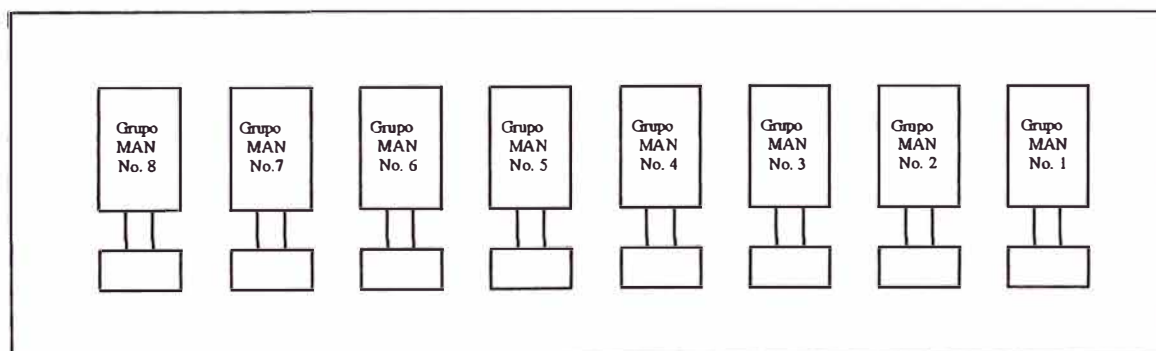 Grupo
MAN
No. 8
Grupo
MAN
No.7
Grupo
MAN
No. 6
Grupo
MAN
No. 5
Grupo
MAN
No. 4
Grupo
MAN
No. 3
Grupo
MAN
No. 2
Grupo
MAN
No. 1